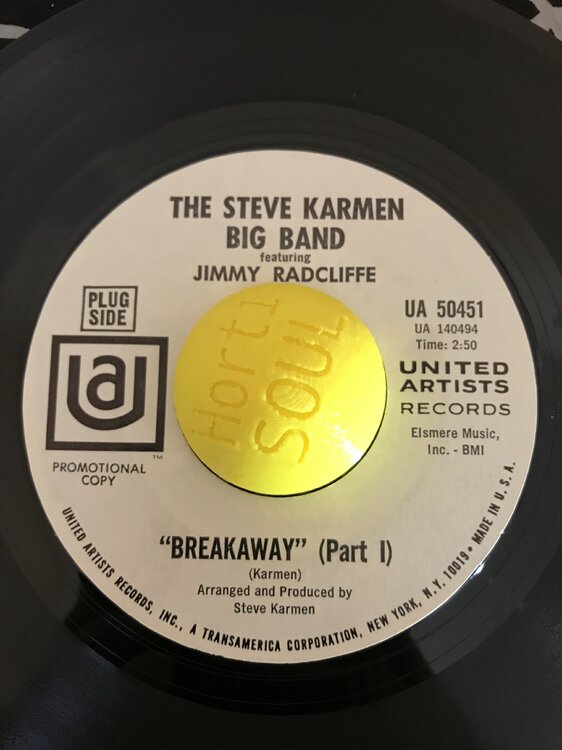 THE STEVE KARMEN
BIG BAND
featuring
JIMMY RADCLIFFE
PLUG
SIDE
UA
™
PROMOTIONAL
COPY
Horti
SOUL
UA 50451
UA 140494
Time: 2:50
UNITED
ARTISTS
RECORDS
Elsmere Music,
Inc. - BMI
"BREAKAWAY" (Part I)
(Karmen)
Arranged and Produced by
Steve Karmen
UNITED ARTISTS RECORDS, INC., A TRANSAMERICA CORPORATION, NEW YORK, N.Y. 10019 • MADE IN U.S.A.